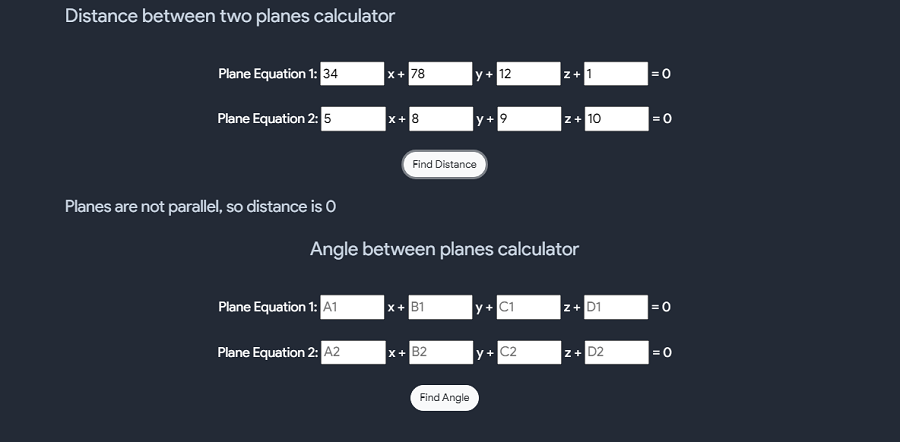 Distance between two planes calculator
Plane Equation 1: 34 x + 78 y + 12 z + 1 = 0
Plane Equation 2: 5 x + 8 y + 9 z + 10 = 0
Find Distance
Planes are not parallel, so distance is 0
Angle between planes calculator
Plane Equation 1: A1 x + B1 y + C1 z + D1 = 0
Plane Equation 2: A2 x + B2 y + C2 z + D2 = 0
Find Angle